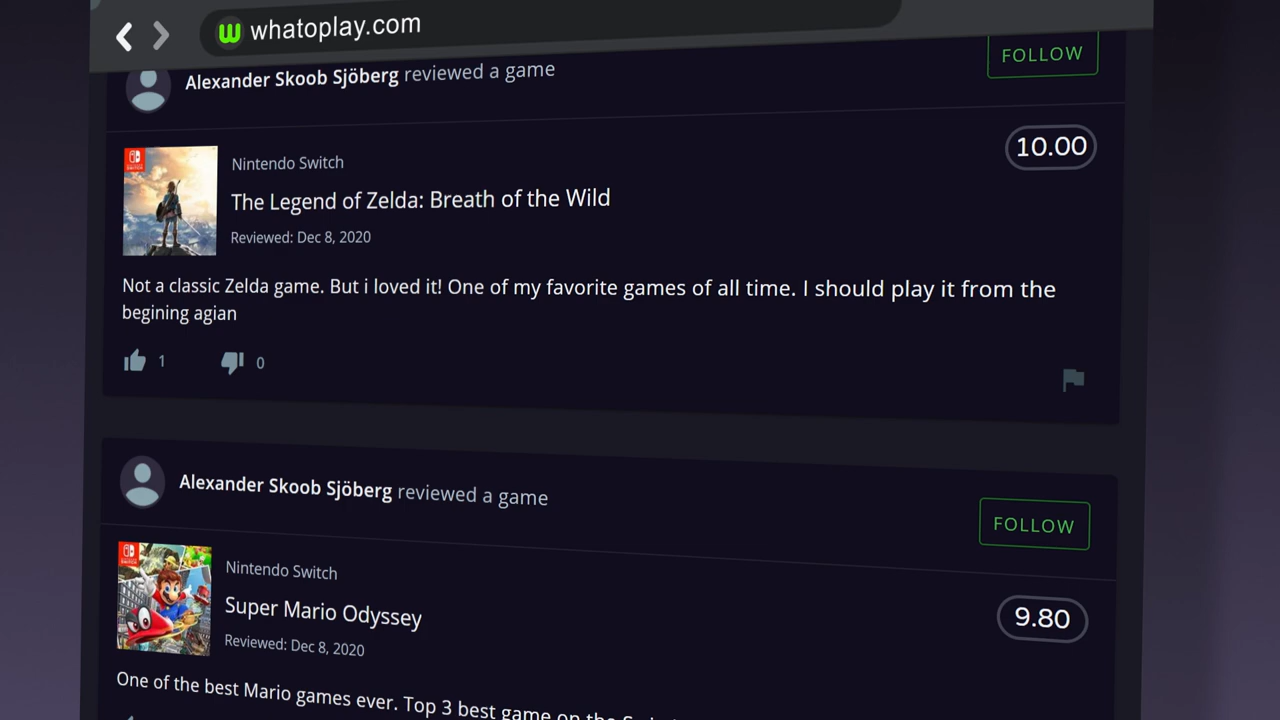 whatoplay.com
Alexander Skoob Sjöberg reviewed a game
FOLLOW
Nintendo Switch
10.00
The Legend of Zelda: Breath of the Wild
Reviewed: Dec 8, 2020
Not a classic Zelda game. But i loved it! One of my favorite games of all time. I should play it from the
begining agian
1
0
Alexander Skoob Sjöberg reviewed a game
FOLLOW
Nintendo Switch
Super Mario Odyssey
9.80
Reviewed: Dec 8, 2020
One of the best Mario games ever. Top 3 best game on the